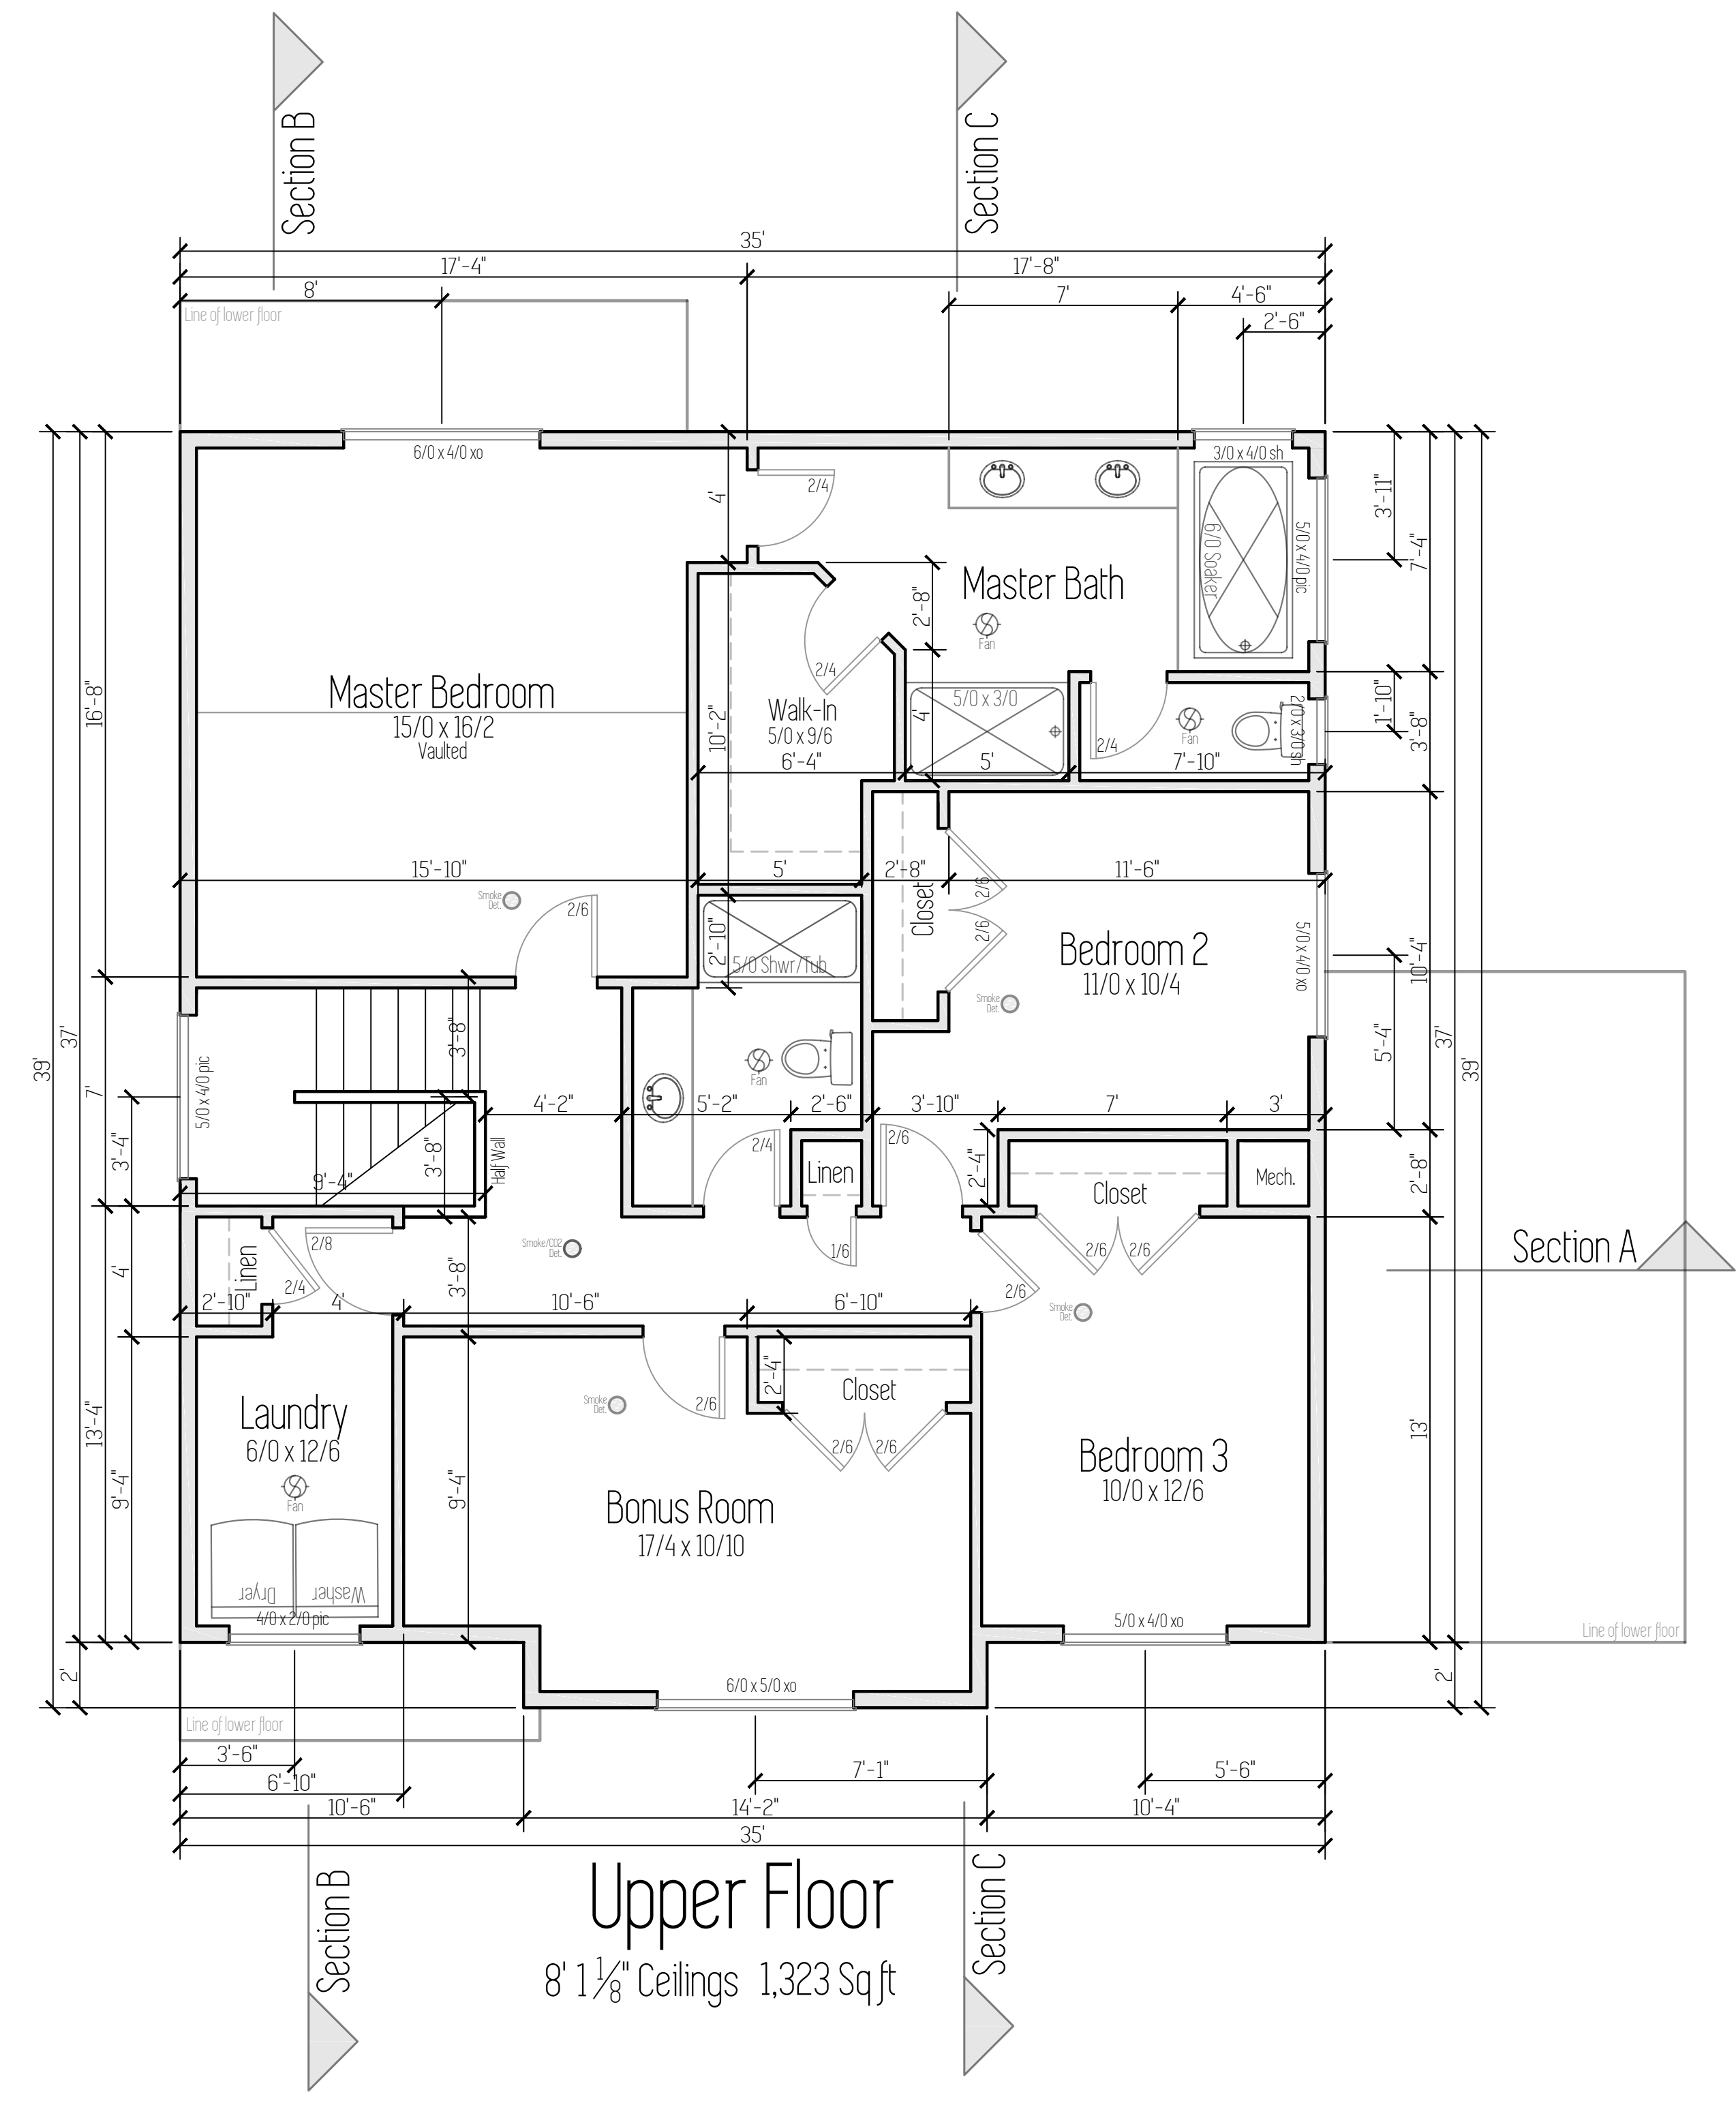 Section B
Section C
35'
17'-4"
17'-8"
8'
7'
4'-6"
2'-6"
Line of lower floor
6/0 x 4/0 xo
3/0 x 4/0 sh
2/4
4'
3'-11"
7'-4"
5/0 x 4/0 pic
6/0 Soaker
Master Bath
Fan
2'-8"
2/4
Master Bedroom
15/0 x 16/2
Vaulted
16'-8"
10'-2"
Walk-In
5/0 x 9/6
6'-4"
5/0 x 3/0
4'
5'
2/4
Fan
7'-10"
2/0 x 3/0 sh
1'-10"
3'-8"
15'-10"
5'
2'-8"
11'-6"
Smoke
Det.
2/6
2'-10"
5/0 Shwr/Tub
Closet
2/6
2/6
Bedroom 2
11/0 x 10/4
Smoke
Det.
5/0 x 4/0 xo
10'-4"
5'-4"
37'
39'
39'
37'
7'
3'-4"
5/0 x 4/0 pic
3'-8"
3'-8"
9'-4"
Half Wall
4'-2"
Fan
5'-2"
2'-6"
3'-10"
7'
3'
2/4
Linen
2/6
2'-4"
Closet
Mech.
2'-8"
Section A
1/6
2/6
2/6
2/6
Smoke
Det.
Smoke/CO2
Det.
Linen
2/8
2/4
4'
3'-8"
2'-10"
4'
10'-6"
6'-10"
2'-4"
Closet
2/6
2/6
2/6
Smoke
Det.
13'-4"
9'-4"
9'-4"
13'
Laundry
6/0 x 12/6
Fan
Dryer
Washer
4/0 x 2/0 pic
Bonus Room
17/4 x 10/10
Bedroom 3
10/0 x 12/6
5/0 x 4/0 xo
6/0 x 5/0 xo
Line of lower floor
2'
2'
Line of lower floor
3'-6"
6'-10"
7'-1"
5'-6"
10'-6"
14'-2"
10'-4"
35'
Section B
Section C
Upper Floor
8' 1 1/8" Ceilings 1,323 Sq ft